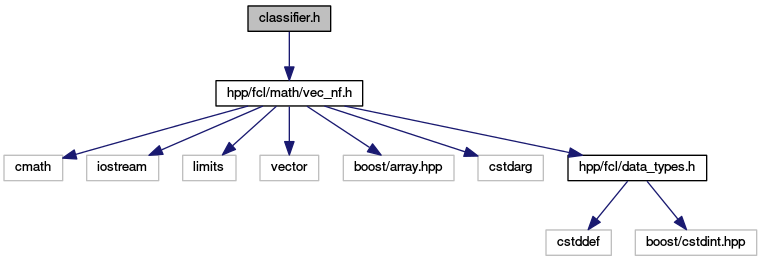 classifier.h
hpp/fcl/math/vec_nf.h
cmath
iostream
limits
vector
boost/array.hpp
cstdarg
hpp/fcl/data_types.h
cstddef
boost/cstdint.hpp